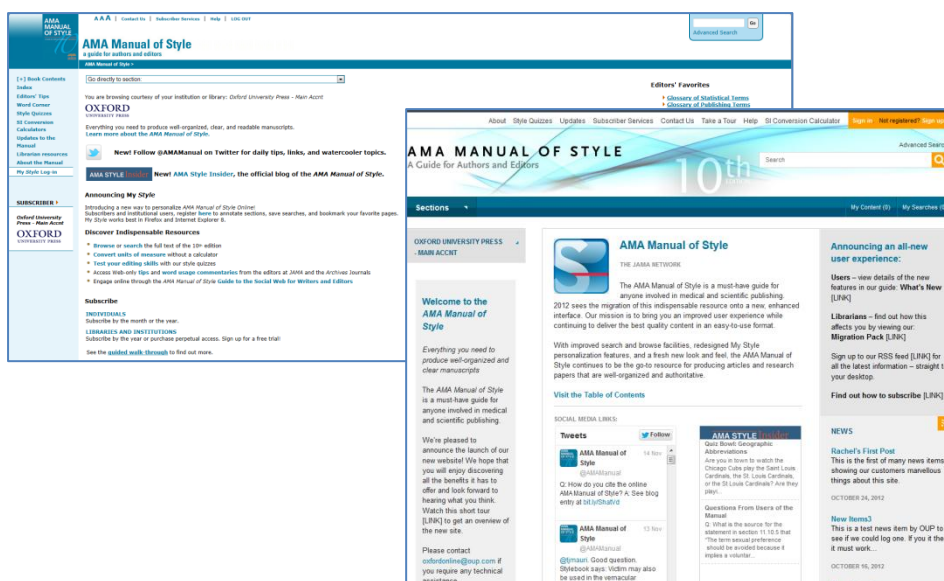 AMA
MANUAL
OF STYLE
10
A A A | Contact Us | Subscriber Services | Help | LOG OUT
Go
Advanced Search
AMA Manual of Style
a guide for authors and editors
AMA Manual of Style >
[+] Book Contents
Index
Editors' Tips
Word Corner
Style Quizzes
SI Conversion
Calculators
Updates to the
Manual
Librarian resources
About the Manual
My Style Log-in
SUBSCRIBER
Oxford University
Press - Main Accnt
OXFORD
UNIVERSITY PRESS
Go directly to section:
You are browsing courtesy of your institution or library: Oxford University Press - Main Accnt
OXFORD
UNIVERSITY PRESS
Everything you need to produce well-organized, clear, and readable manuscripts.
Learn more about the AMA Manual of Style.
New! Follow @AMAManual on Twitter for daily tips, links, and watercooler topics.
AMA STYLE Insider New! AMA Style Insider, the official blog of the AMA Manual of Style.
Announcing My Style
Introducing a new way to personalize AMA Manual of Style Online!
Subscribers and institutional users, register here to annotate sections, save searches, and bookmark your favorite pages.
My Style works best in Firefox and Internet Explorer 8.
Discover Indispensable Resources
Browse or search the full text of the 10th edition
Convert units of measure without a calculator
Test your editing skills with our style quizzes
Access Web-only tips and word usage commentaries from the editors at JAMA and the Archives Journals
Engage online through the AMA Manual of Style Guide to the Social Web for Writers and Editors
Subscribe
INDIVIDUALS
Subscribe by the month or the year.
LIBRARIES AND INSTITUTIONS
Subscribe by the year or purchase perpetual access. Sign up for a free trial!
See the guided walk-through to find out more.
Editors' Favorites
Glossary of Statistical Terms
Glossary of Publishing Terms
About Style Quizzes Updates Subscriber Services Contact Us Take a Tour Help SI Conversion Calculator Sign in Not registered? Sign up
AMA MANUAL OF STYLE
A Guide for Authors and Editors
10th
Search
Advanced Searc
Sections
My Content (0) My Searches (0
OXFORD UNIVERSITY PRESS
- MAIN ACCNT
Welcome to the
AMA Manual of
Style
Everything you need to
produce well-organized and
clear manuscripts
The AMA Manual of Style
is a must-have guide for
anyone involved in medical
and scientific publishing.
We're pleased to
announce the launch of our
new website! We hope that
you will enjoy discovering
all the benefits it has to
offer and look forward to
hearing what you think.
Watch this short tour
[LINK] to get an overview of
the new site.
Please contact
oxfordonline@oup.com if
you require any technical
assistance
AMA Manual of Style
THE JAMA NETWORK
The AMA Manual of Style is a must-have guide for
anyone involved in medical and scientific publishing.
2012 sees the migration of this indispensable resource onto a new, enhanced
interface. Our mission is to bring you an improved user experience while
continuing to deliver the best quality content in an easy-to-use format.
With improved search and browse facilities, redesigned My Style
personalization features, and a fresh new look and feel, the AMA Manual of
Style continues to be the go-to resource for producing articles and research
papers that are well-organized and authoritative.
Visit the Table of Contents
SOCIAL MEDIA LINKS:
Tweets Follow
AMA Manual of 14 Nov
Style
@AMAManual
Q: How do you cite the online
AMA Manual of Style? A: See blog
entry at
AMA Manual of 13 Nov
Style
@AMAManual
@tjmauri. Good question.
Stylebook says: Victim may also
be used in the vernacular
AMA STYLE Insider
Quiz Bowl: Geographic
Abbreviations
Are you in town to watch the
Chicago Cubs play the Saint Louis
Cardinals, the St. Louis Cardinals,
or the St Louis Cardinals? Are they
playi...
Questions From Users of the
Manual
Q: What is the source for the
statement in section 11.10.5 that
"The term sexual preference
should be avoided because it
implies a voluntar...
Announcing an all-new
user experience:
Users – view details of the new
features in our guide: What's New
[LINK]
Librarians – find out how this
affects you by viewing our:
Migration Pack [LINK]
Sign up to our RSS feed [LINK] for
all the latest information – straight t
your desktop.
Find out how to subscribe [LINK]
NEWS
Rachel's First Post
This is the first of many news items
showing our customers marvellous
things about this site.
OCTOBER 24, 2012
New Items3
This is a test news item by OUP to
see if we could log one. If you it the
it must work...
OCTOBER 16, 2012